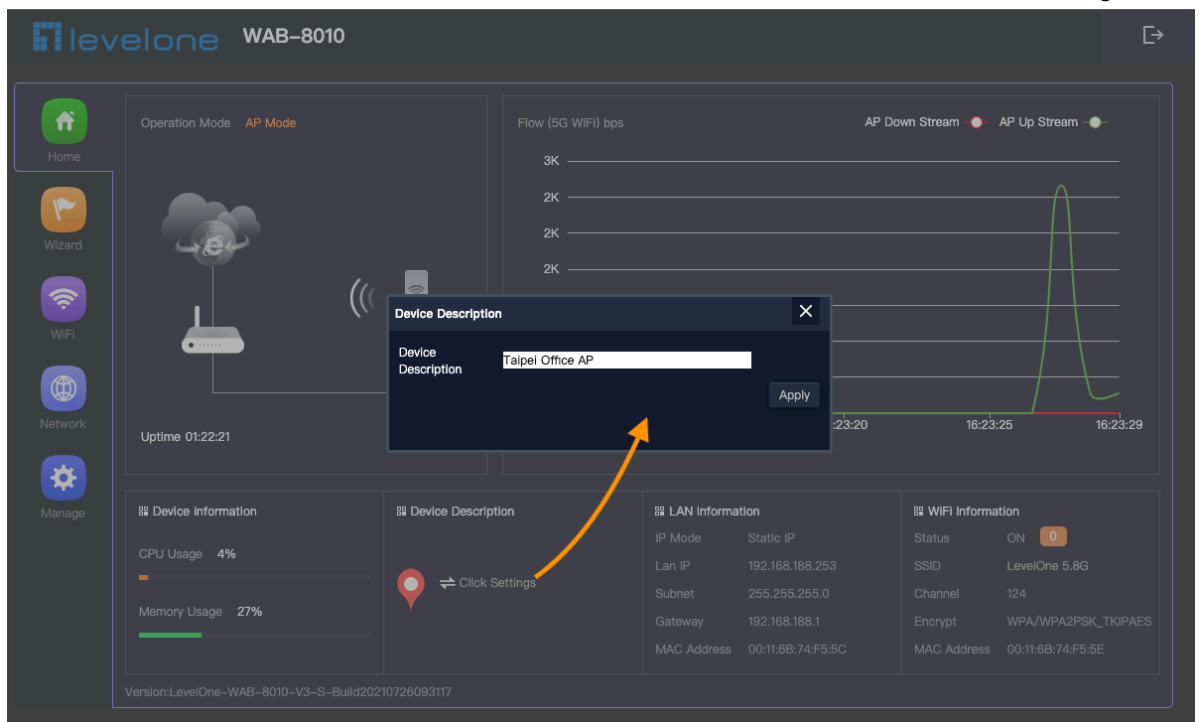 levelone WAB-8010
Home
Wizard
WiFi
Network
Manage
Operation Mode AP Mode
Uptime 01:22:21
Flow (5G WiFi) bps
AP Down Stream AP Up Stream
3K
2K
2K
2K
:23:20 16:23:25 16:23:29
Device Description
Device
Description
Taipei Office AP
Apply
Device Information
CPU Usage 4%
Memory Usage 27%
Device Description
Click Settings
LAN Information
IP Mode Static IP
Lan IP 192.168.188.253
Subnet 255.255.255.0
Gateway 192.168.188.1
MAC Address 00:11:6B:74:F5:5C
WiFi Information
Status ON 0
SSID LevelOne 5.8G
Channel 124
Encrypt WPA/WPA2PSK_TKIPAES
MAC Address 00:11:6B:74:F5:5E
Version:LevelOne-WAB-8010-V3-S-Build20210726093117